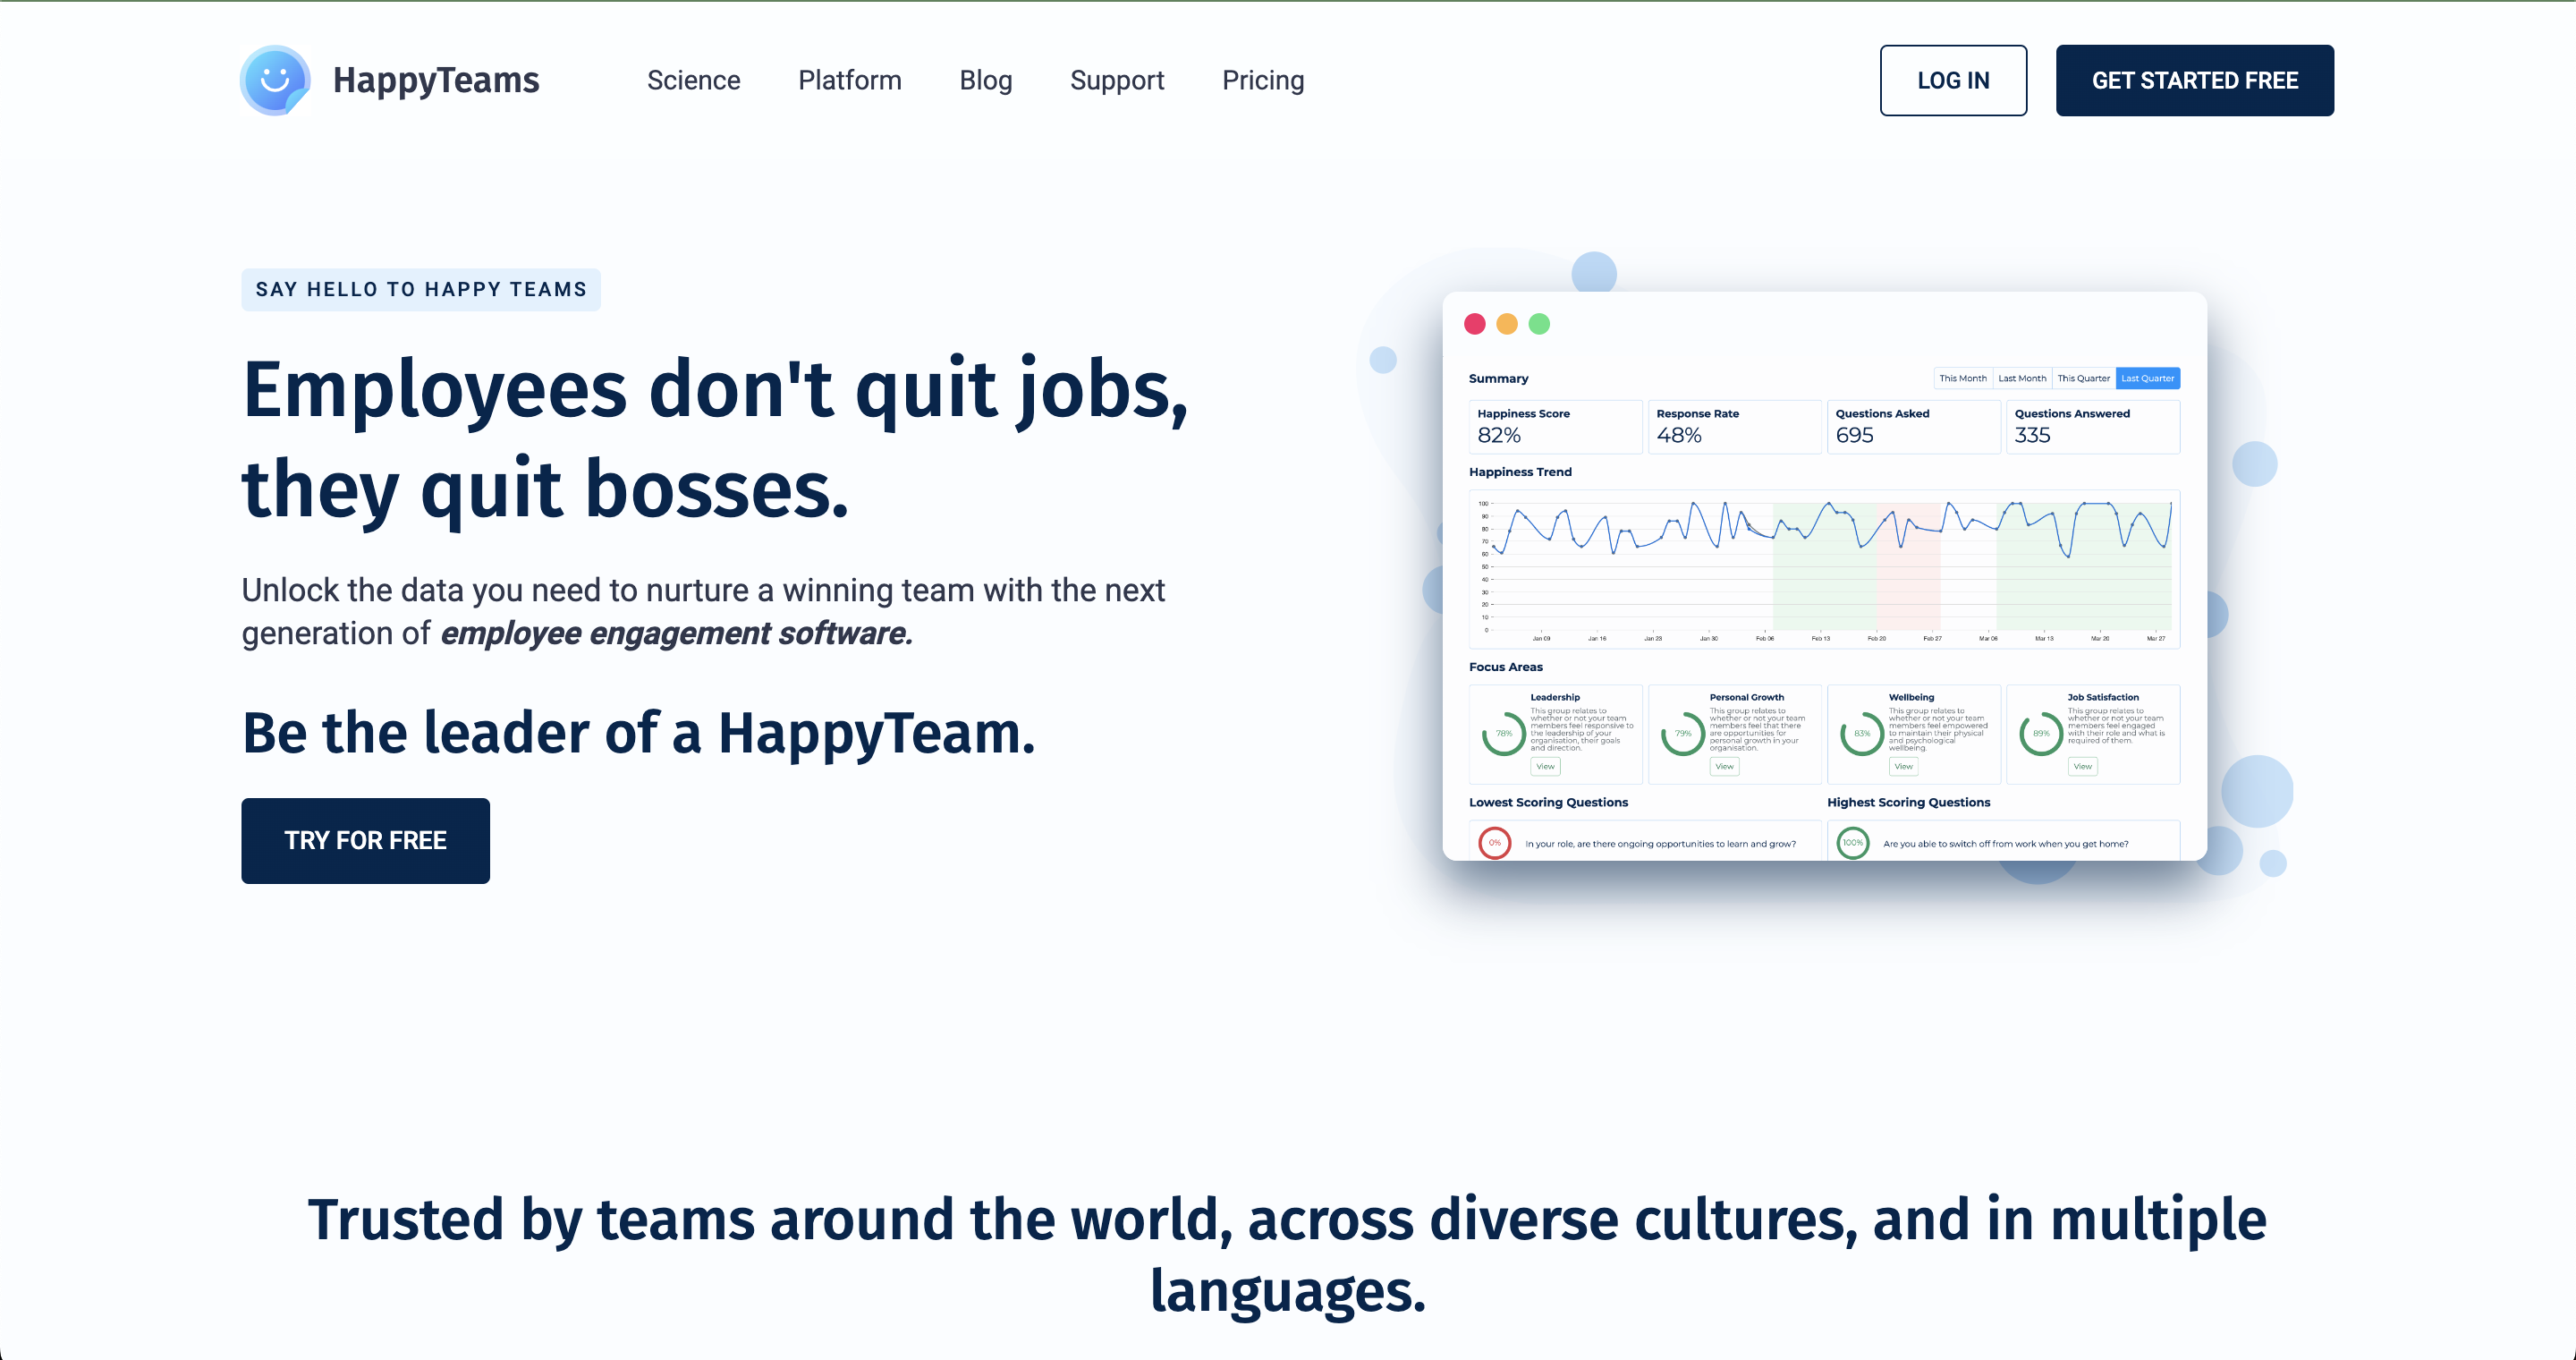 HappyTeams
Science
Platform
Blog
Support
Pricing
LOG IN
GET STARTED FREE
SAY HELLO TO HAPPY TEAMS
Employees don't quit jobs,
they quit bosses.
Unlock the data you need to nurture a winning team with the next
generation of employee engagement software.
Be the leader of a HappyTeam.
TRY FOR FREE
Summary
This Month
Last Month
This Quarter
Last Quarter
Happiness Score
82%
Response Rate
48%
Questions Asked
695
Questions Answered
335
Happiness Trend
100
90
80
70
60
50
40
30
20
10
0
Jan 09
Jan 16
Jan 23
Jan 30
Feb 06
Feb 13
Feb 20
Feb 27
Mar 06
Mar 13
Mar 20
Mar 27
Focus Areas
78%
Leadership
This group relates to
whether or not your team
members feel responsive to
the leadership of your
organisation, their goals
and direction.
View
79%
Personal Growth
This group relates to
whether or not your team
members feel that there
are opportunities for
personal growth in your
organisation.
View
83%
Wellbeing
This group relates to
whether or not your team
members feel empowered
to maintain their physical
and psychological
wellbeing.
View
89%
Job Satisfaction
This group relates to
whether or not your team
members feel engaged
with their role and what is
required of them.
View
Lowest Scoring Questions
0%
In your role, are there ongoing opportunities to learn and grow?
Highest Scoring Questions
100%
Are you able to switch off from work when you get home?
Trusted by teams around the world, across diverse cultures, and in multiple
languages.